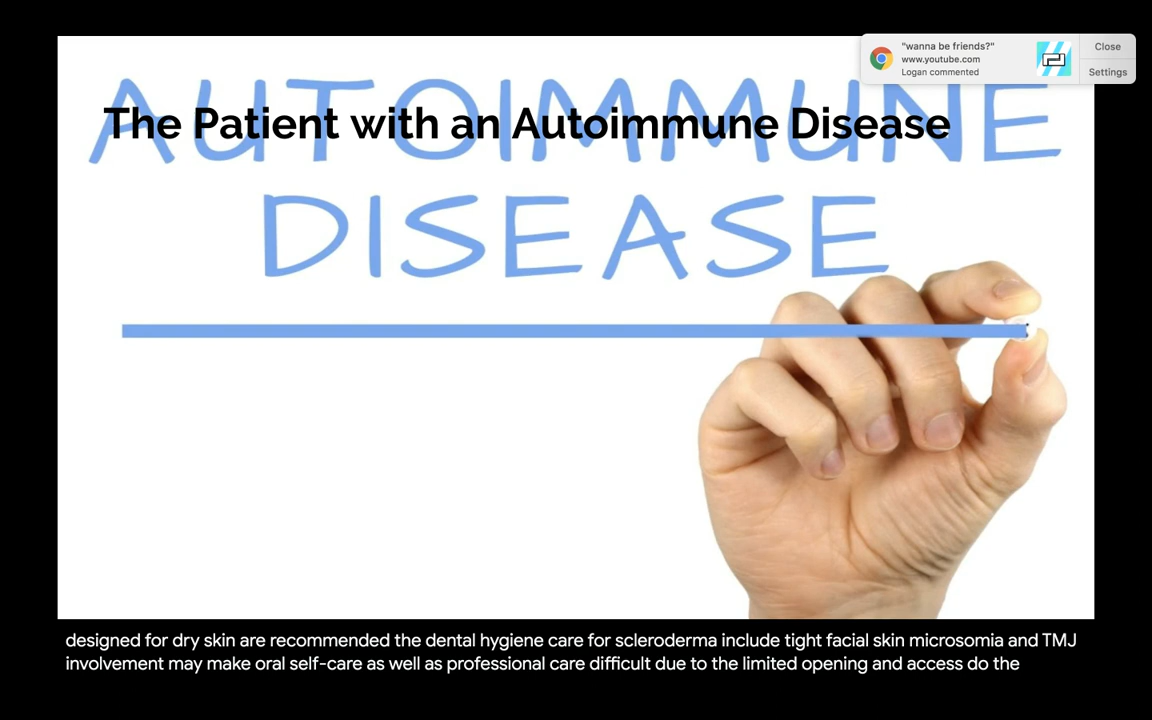 "wanna be friends?"
www.youtube.com
Logan commented
Close
Settings
AUTOIMMUNE
The Patient with an Autoimmune Disease
DISEASE
designed for dry skin are recommended the dental hygiene care for scleroderma include tight facial skin microsomia and TMJ
involvement may make oral self-care as well as professional care difficult due to the limited opening and access do the